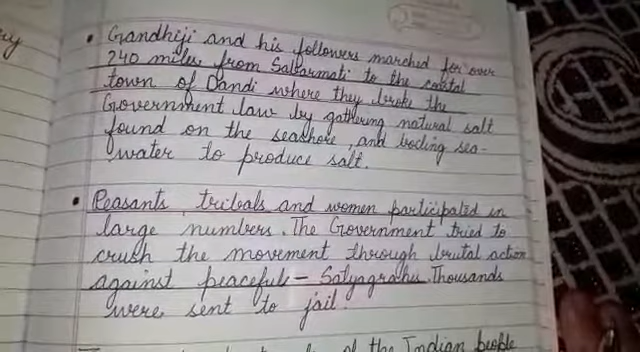 ry
• Gandhiji and his followers marched for over
240 miles from Sabarmati to the coastal
town of Dandi where they broke the
Government law by gathering natural salt
found on the seashore, and boiling sea-
water to produce salt.
• Peasants, tribals and women participated in
large numbers. The Government tried to
crush the movement through brutal action
against peaceful - Satyagrahis. Thousands
were sent to jail.
of the Indian people